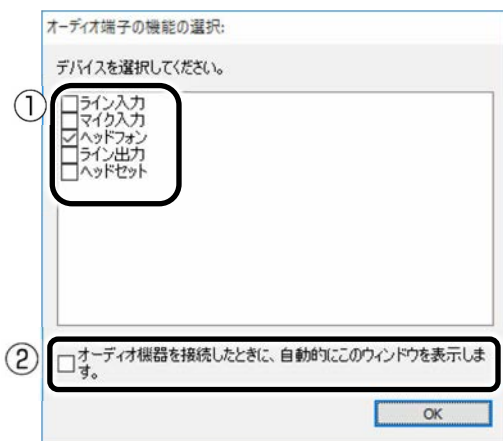 オーディオ端子の機能の選択:
デバイスを選択してください。
①
ライン入力
マイク入力
ヘッドフォン
ライン出力
ヘッドセット
②
オーディオ機器を接続したときに、自動的にこのウィンドウを表示しま
す。
OK